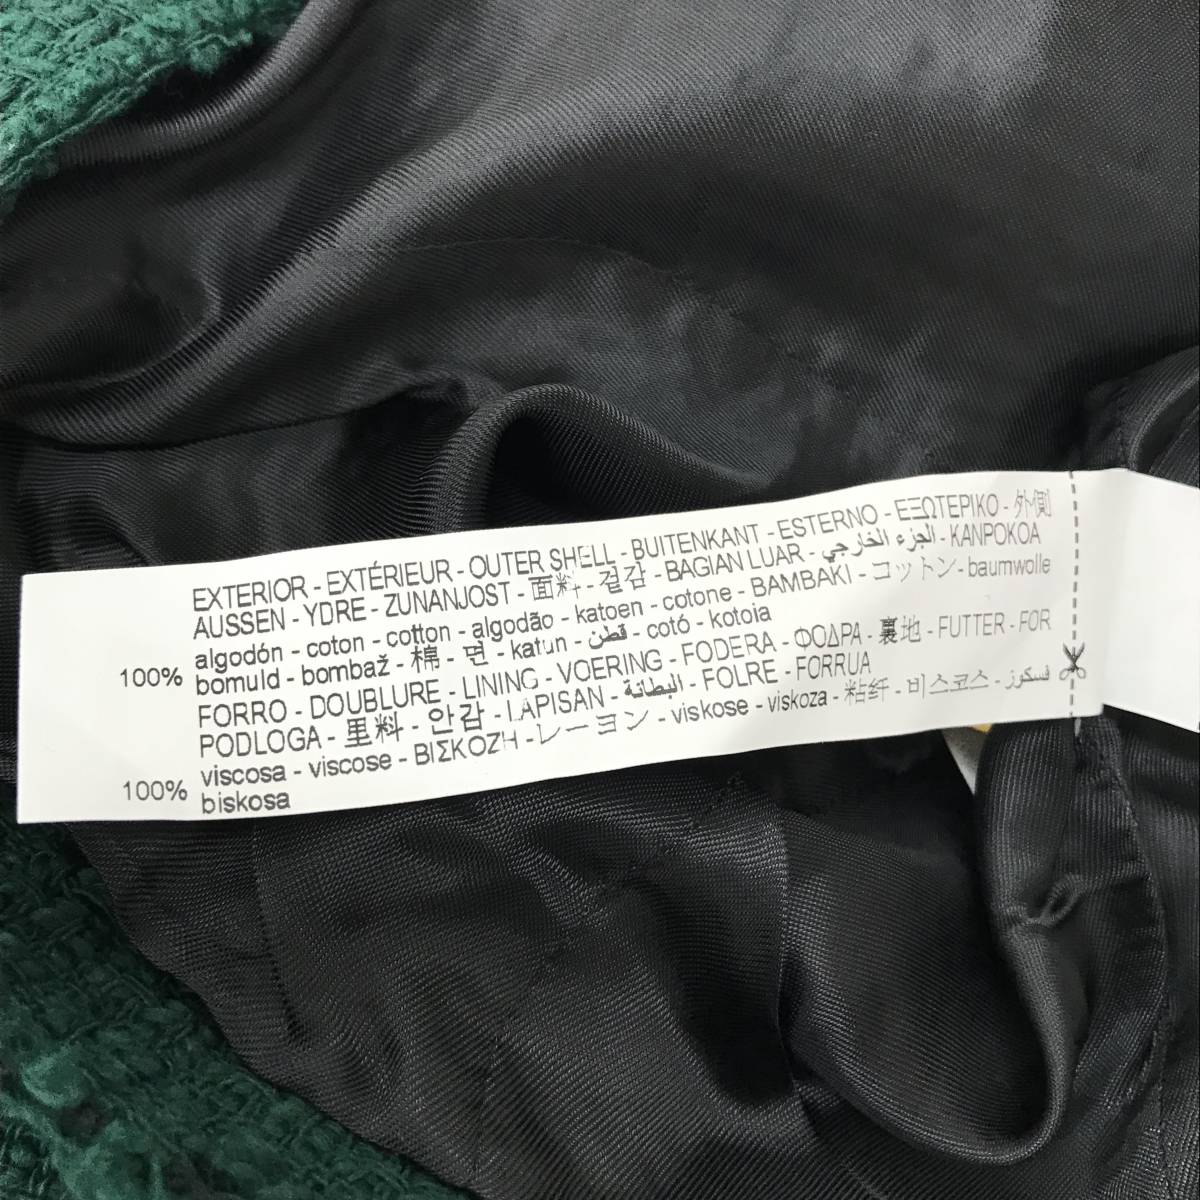 EXTERIOR - EXTÉRIEUR - OUTER SHELL - BUITENKANT - ESTERNO - ΕΞΩΤΕΡΙΚΟ - 外側
AUSSEN - YDRE - ZUNANJOST - 面料 - 겉감 - BAGIAN LUAR - الجزء الخارجي - KANPOKOA
100% algodón - coton - cotton - algodão - katoen - cotone - BAMBAKI - コットン - baumwolle
bomuld - bombaž - 棉 - 면 - katun - قطن - cotó - kotoia
FORRO - DOUBLURE - LINING - VOERING - FODERA - ΦΟΔΡΑ - 裏地 - FUTTER - FOR
PODLOGA - 里料 - 안감 - LAPISAN - البطانة - FOLRE - FORRUA
100% viscosa - viscose - ΒΙΣΚΟΖΗ - レーヨン - viskose - viskoza - 粘纤 - 비스코스 - فسكوز
biskosa